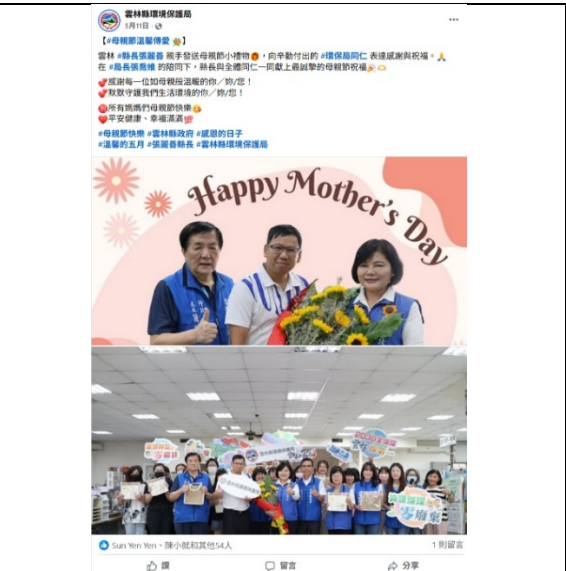 雲林縣環境保護局
5月11日
【#母親節溫馨傳愛】
雲林 #縣長張麗善 親手發送母親節小禮物，向辛勤付出的 #環保局同仁 表達感謝與祝福。
在 #局長張喬維 的陪同下，縣長與全體同仁一同獻上最誠摯的母親節祝福
感謝每一位如母親般溫暖的你／妳/您！
默默守護我們生活環境的你／妳/您！
所有媽媽們母親節快樂
平安健康、幸福滿滿
#母親節快樂 #雲林縣政府 #感恩的日子
#溫馨的五月 #張麗善縣長 #雲林縣環境保護局
Happy Mother's Day
零廢棄
Sun Yen Yen、陳小就和其他54人
1 則留言
讚
留言
分享